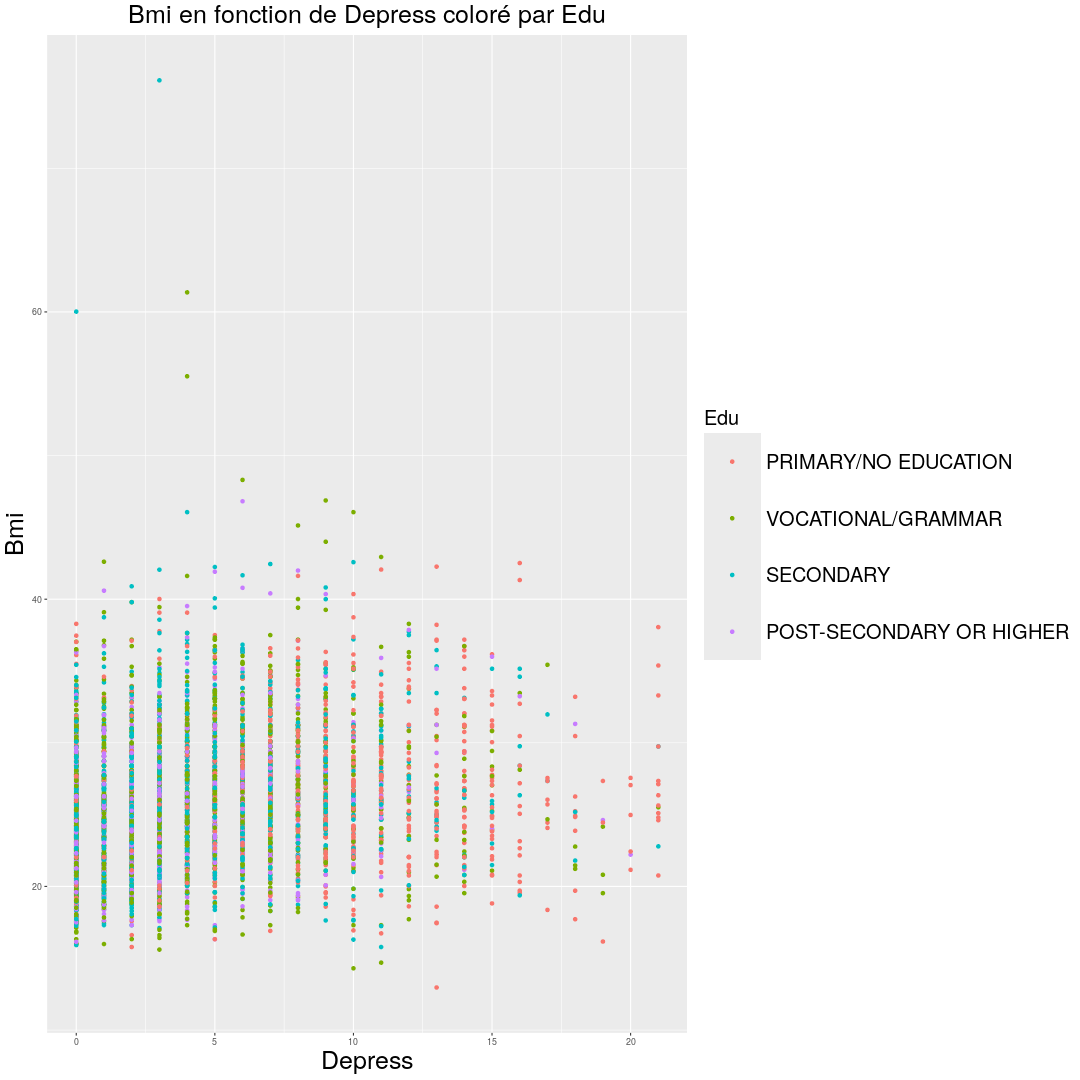 Bmi en fonction de Depress coloré par Edu
Bmi
60
40
20
0
5
10
15
20
Depress
Edu
PRIMARY/NO EDUCATION
VOCATIONAL/GRAMMAR
SECONDARY
POST-SECONDARY OR HIGHER